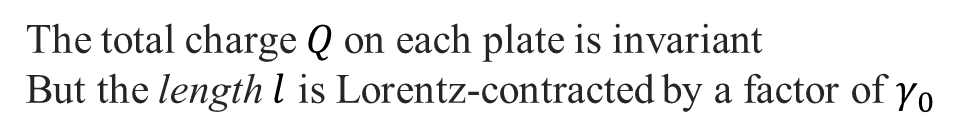 The total charge Q on each plate is invariant
But the length l is Lorentz-contracted by a factor of γ₀